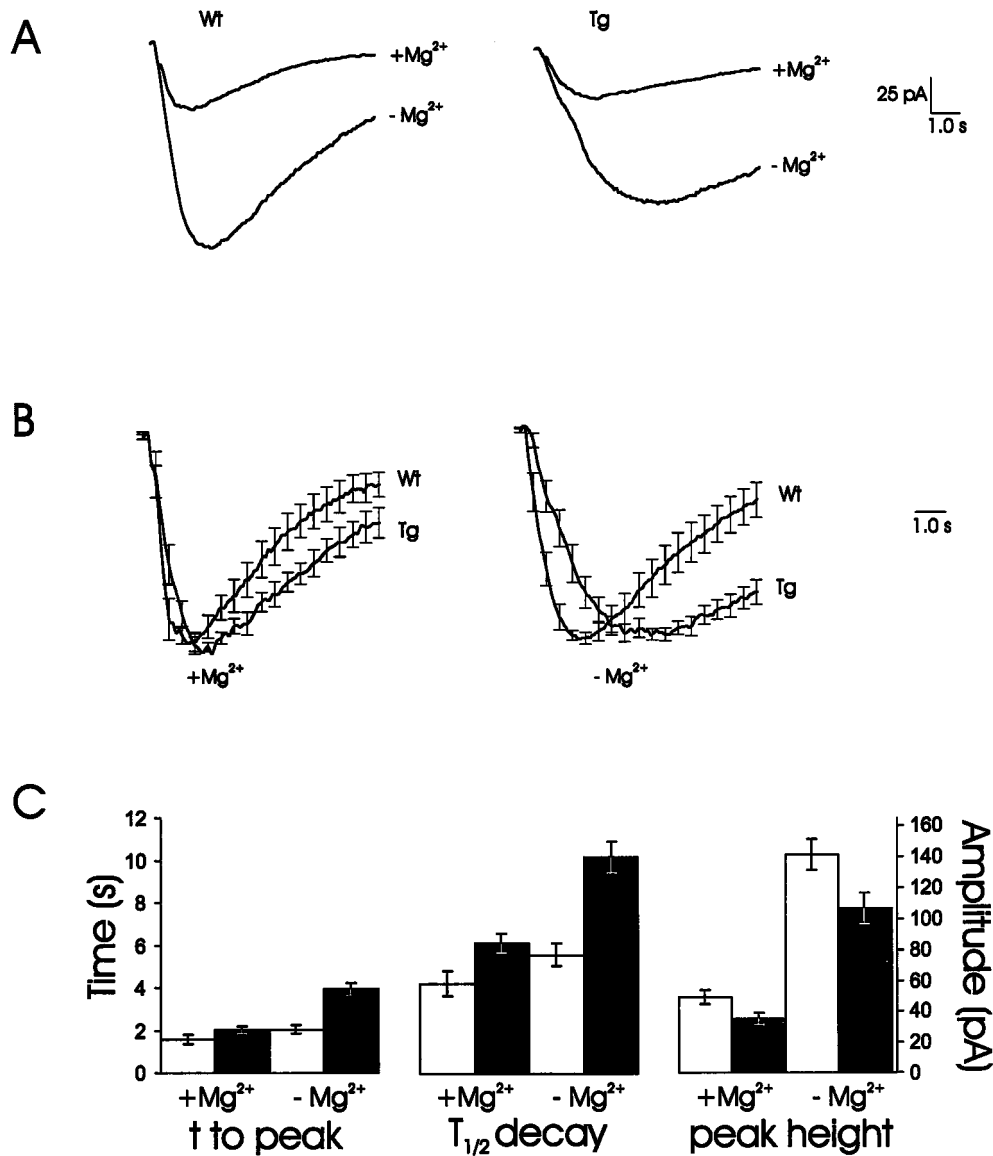 A
Wt
+Mg²⁺
- Mg²⁺
Tg
+Mg²⁺
- Mg²⁺
25 pA
1.0 s
B
Wt
Tg
+Mg²⁺
Wt
Tg
- Mg²⁺
1.0 s
C
Time (s)
12
10
8
6
4
2
0
+Mg²⁺ - Mg²⁺
t to peak
+Mg²⁺ - Mg²⁺
T1/2 decay
+Mg²⁺ - Mg²⁺
peak height
160
140
120
100
80
60
40
20
0
Amplitude (pA)